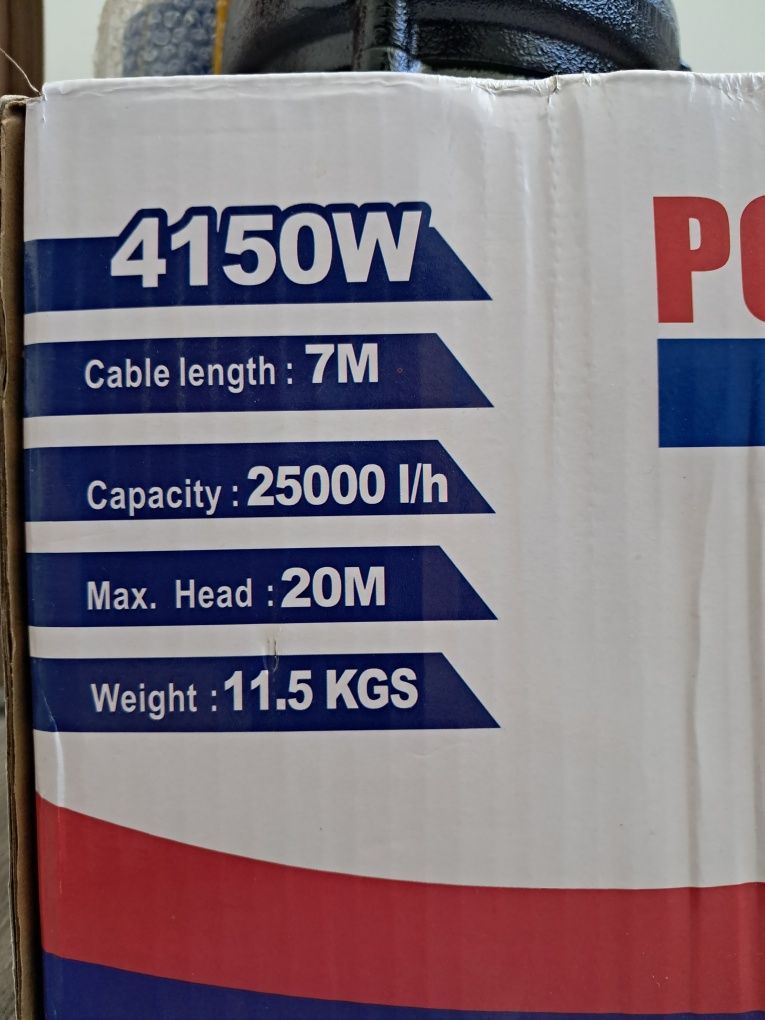 4150W
Cable length : 7M
Capacity : 25000 l/h
Max. Head : 20M
Weight : 11.5 KGS